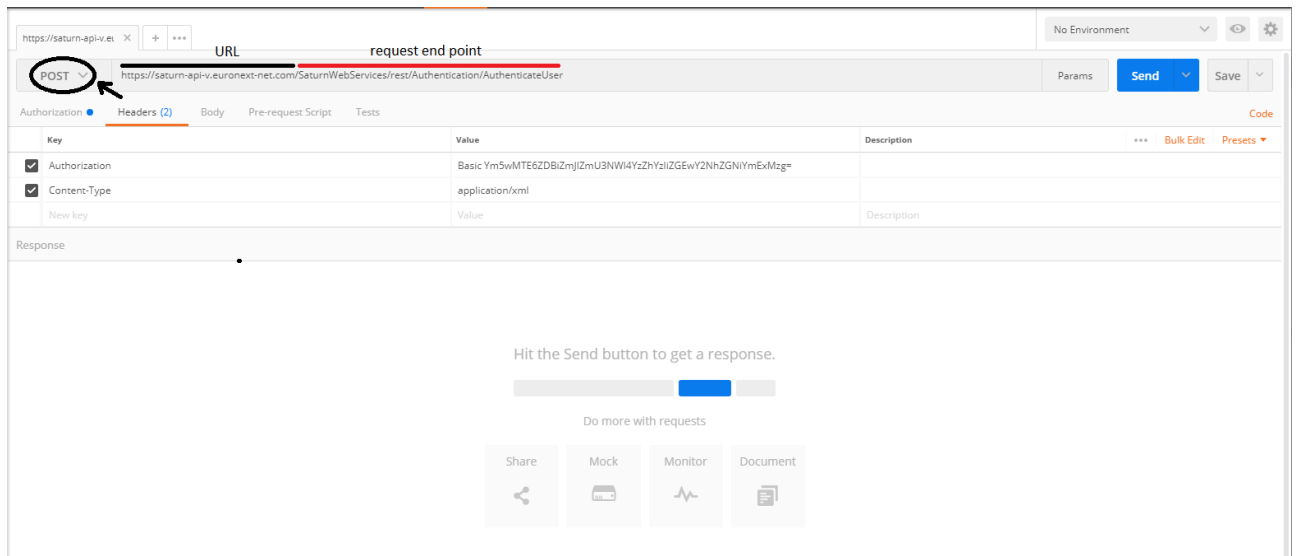 https://saturn-api-v.eu X + •••
No Environment
URL request end point
POST https://saturn-api-v.euronext-net.com/SaturnWebServices/rest/Authentication/AuthenticateUser Params Send Save
Authorization Headers (2) Body Pre-request Script Tests Code
Key Value Description ••• Bulk Edit Presets
Authorization
Content-Type application/xml
New key Value Description
Response
Hit the Send button to get a response.
Do more with requests
Share Mock Monitor Document